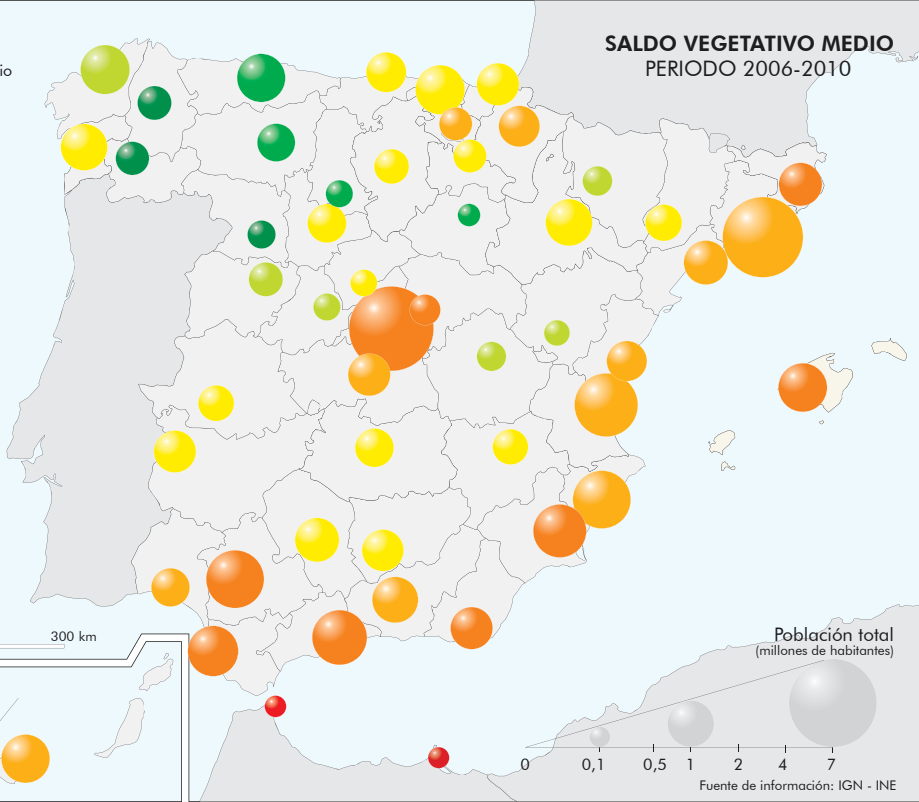 SALDO VEGETATIVO MEDIO
PERIODO 2006-2010
io
300 km
Población total
(millones de habitantes)
0 0,1 0,5 1 2 4 7
Fuente de información: IGN - INE